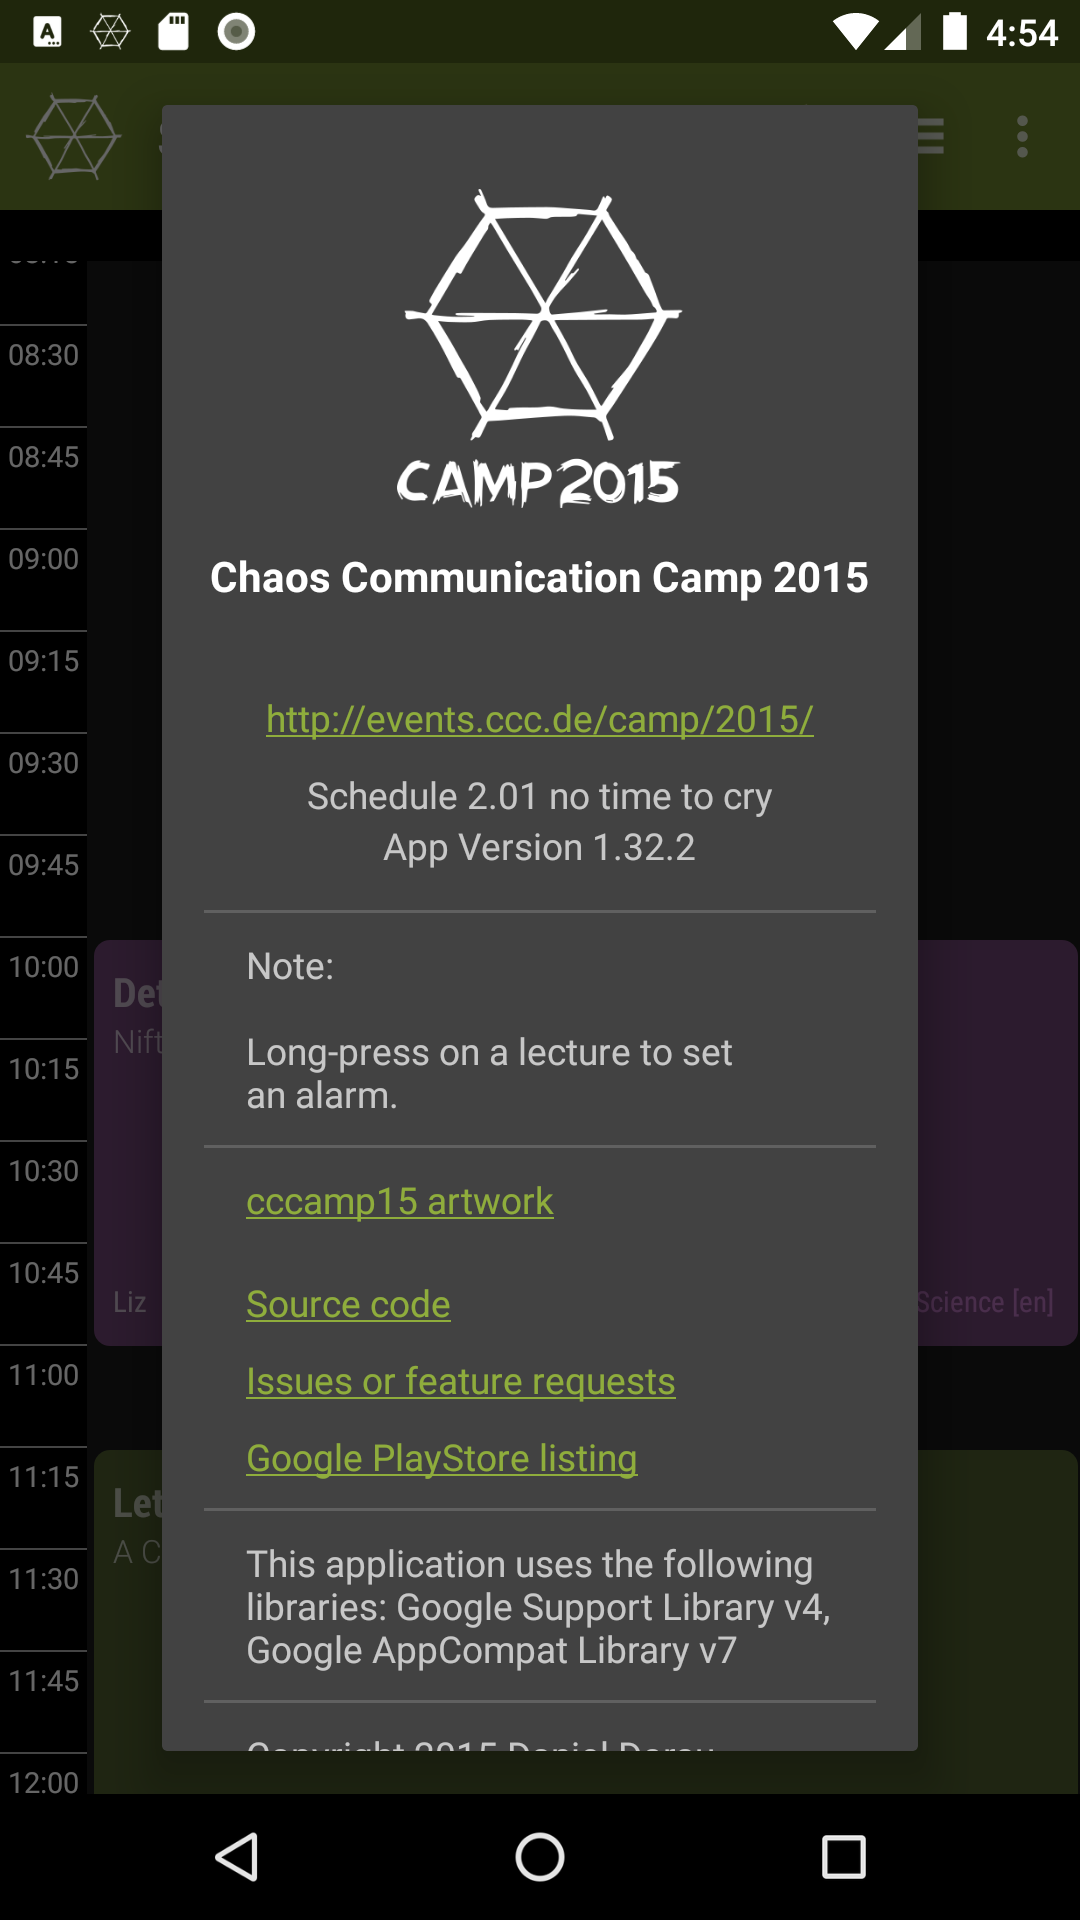 4:54
CAMP2015
Chaos Communication Camp 2015
http://events.ccc.de/camp/2015/
Schedule 2.01 no time to cry
App Version 1.32.2
Note:
Long-press on a lecture to set
an alarm.
cccamp15 artwork
Source code
Issues or feature requests
Google PlayStore listing
This application uses the following
libraries: Google Support Library v4,
Google AppCompat Library v7
08:30
08:45
09:00
09:15
09:30
09:45
10:00
10:15
10:30
10:45
11:00
11:15
11:30
11:45
12:00
Det
Nift
Liz
Science [en]
Let
A C